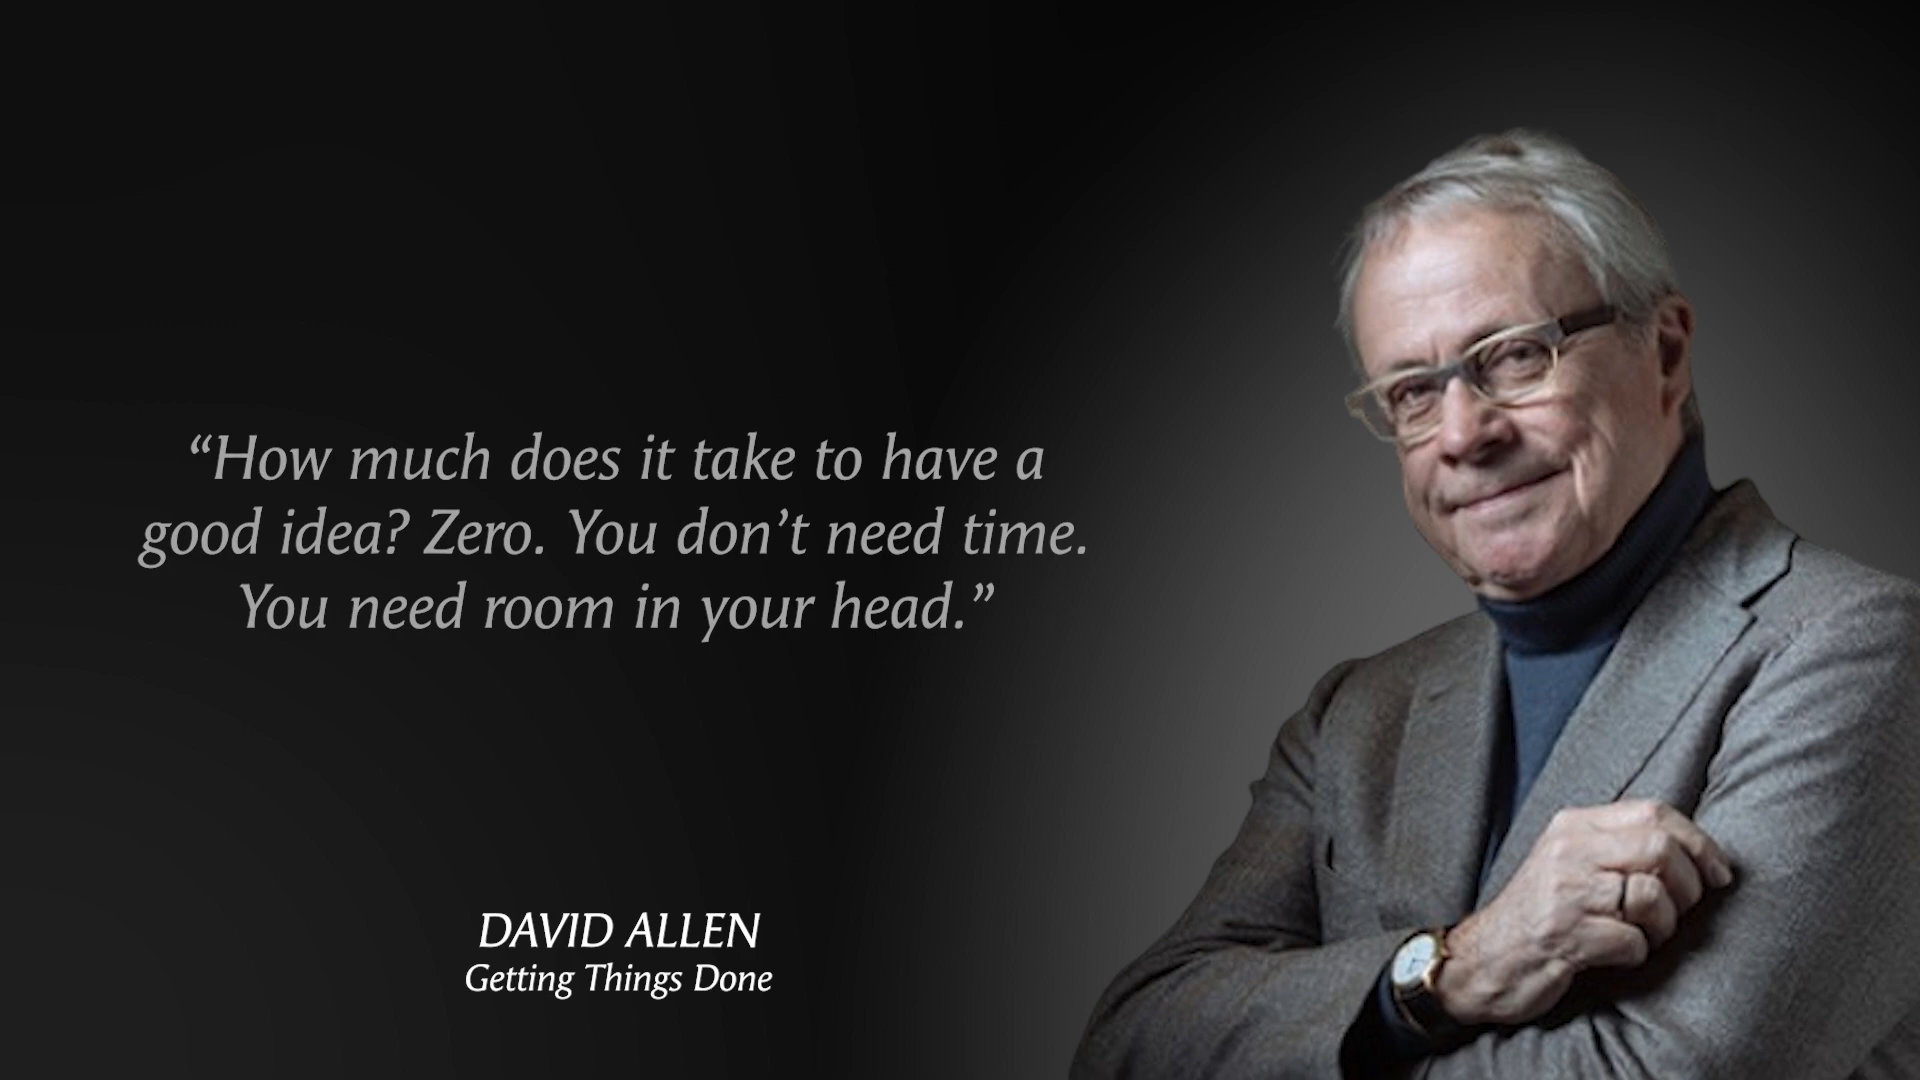 “How much does it take to have a
good idea? Zero. You don’t need time.
You need room in your head.”
DAVID ALLEN
Getting Things Done